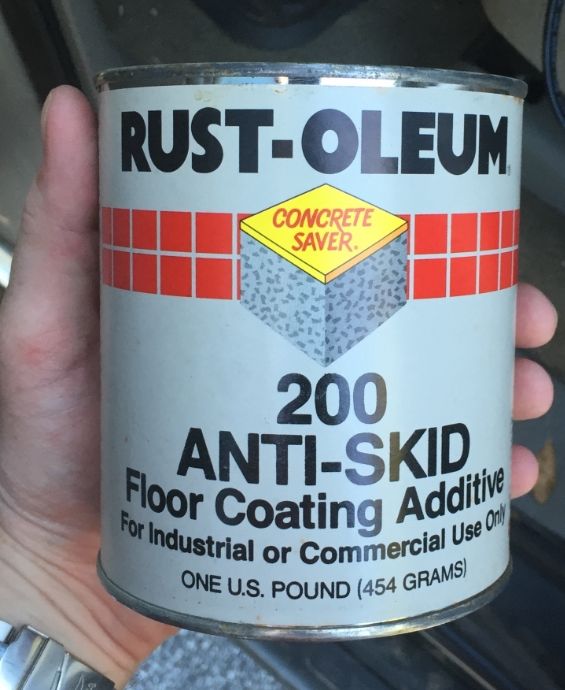 RUST-OLEUM
CONCRETE
SAVER.
200
ANTI-SKID
Floor Coating Additive
For Industrial or Commercial Use Only
ONE U.S. POUND (454 GRAMS)